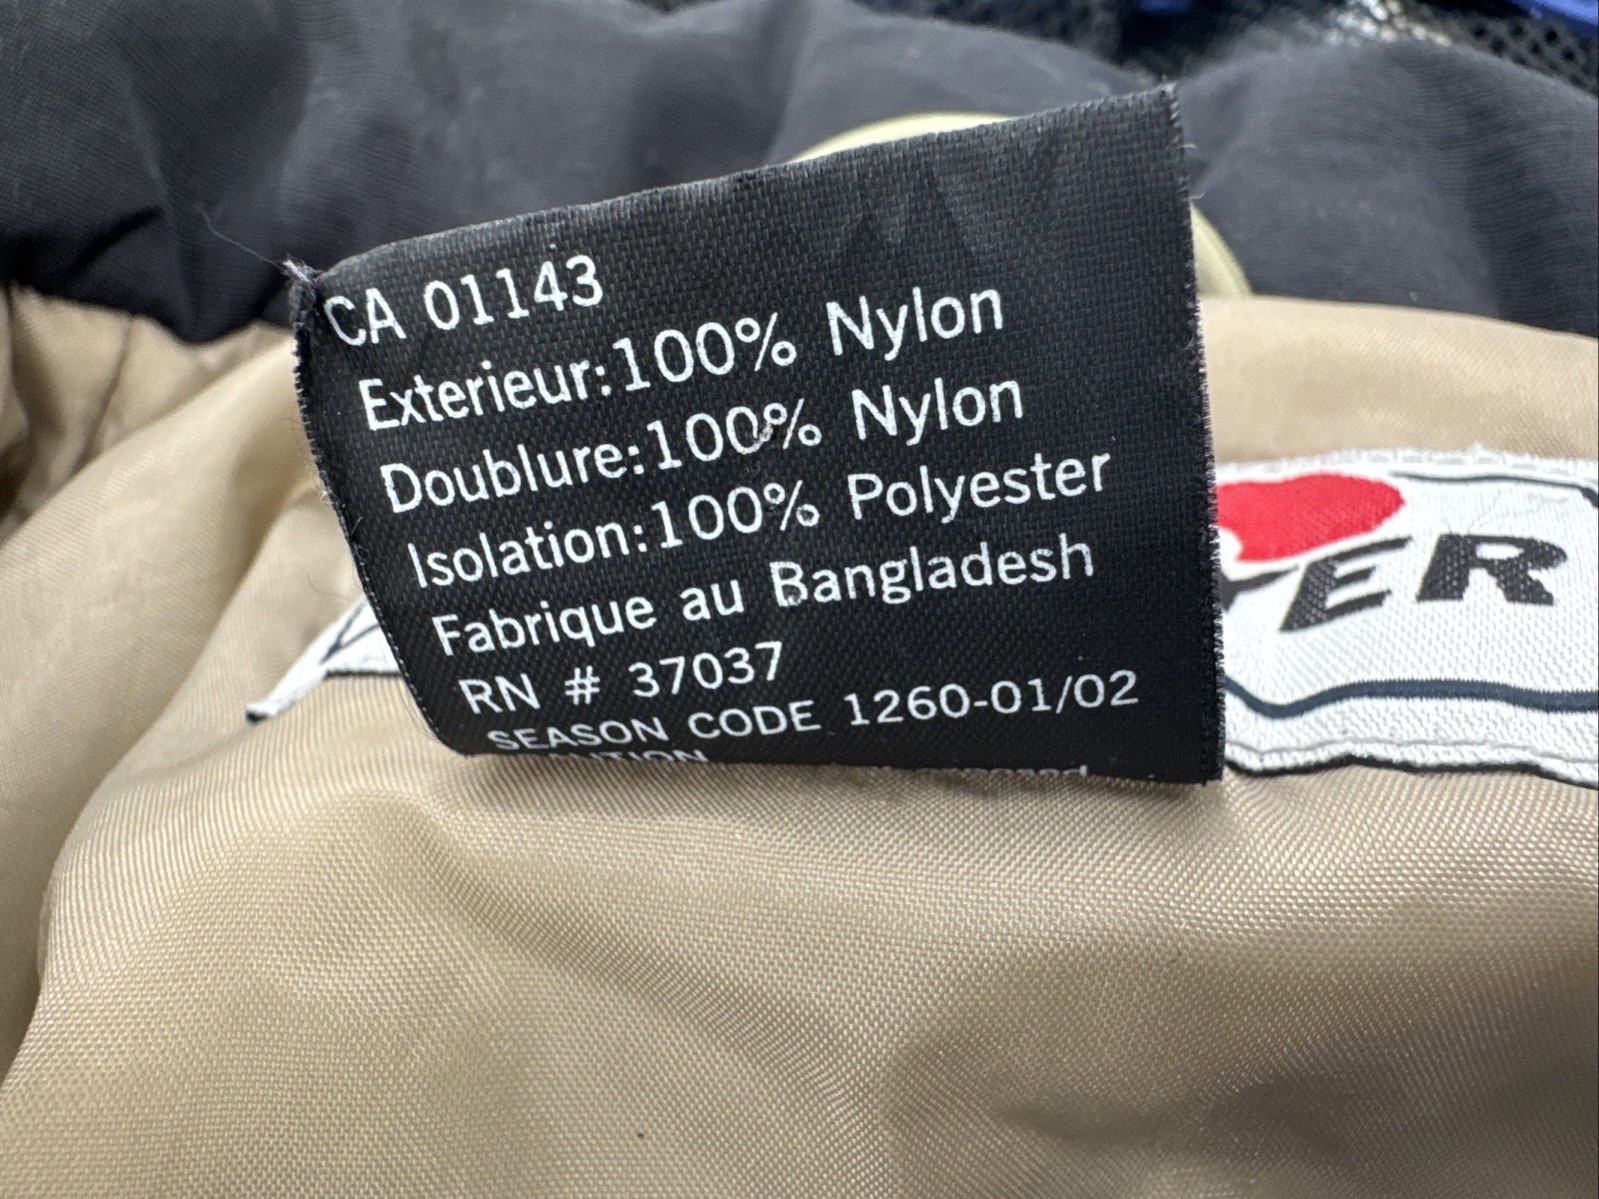 CA 01143
Exterieur:100% Nylon
Doublure:100% Nylon
Isolation:100% Polyester
Fabrique au Bangladesh
RN # 37037
SEASON CODE 1260-01/02